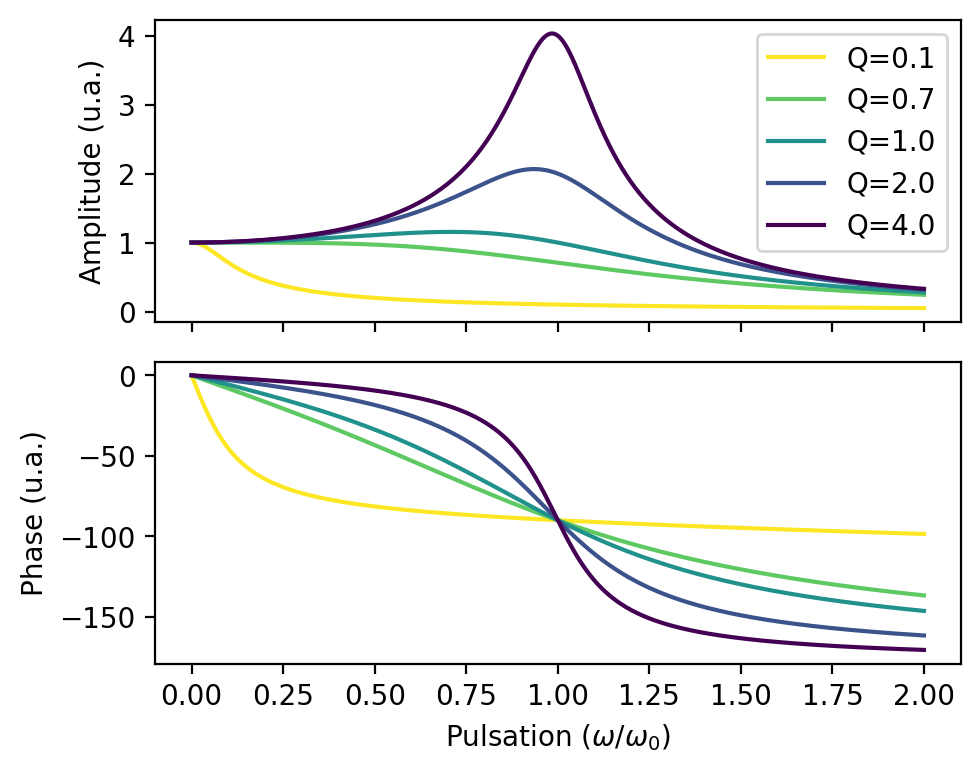 Amplitude (u.a.)
4
3
2
1
0
Q=0.1
Q=0.7
Q=1.0
Q=2.0
Q=4.0
Phase (u.a.)
0
−50
−100
−150
0.00 0.25 0.50 0.75 1.00 1.25 1.50 1.75 2.00
Pulsation (ω/ω₀)